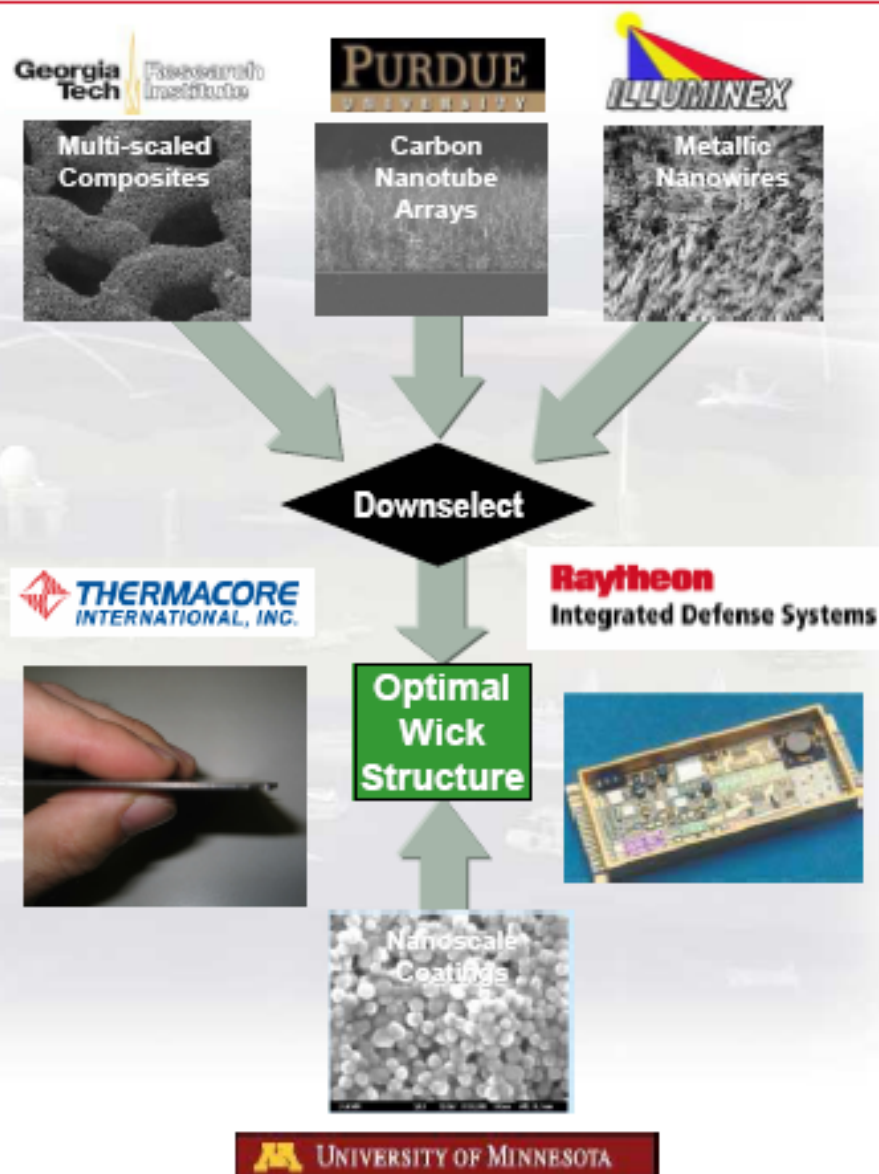 Georgia Tech
Research Institute
PURDUE
UNIVERSITY
ILLUMINEX
Multi-scaled
Composites
Carbon
Nanotube
Arrays
Metallic
Nanowires
Downselect
THERMACORE
INTERNATIONAL, INC.
Raytheon
Integrated Defense Systems
Optimal
Wick
Structure
Nanoscale
Coatings
M UNIVERSITY OF MINNESOTA